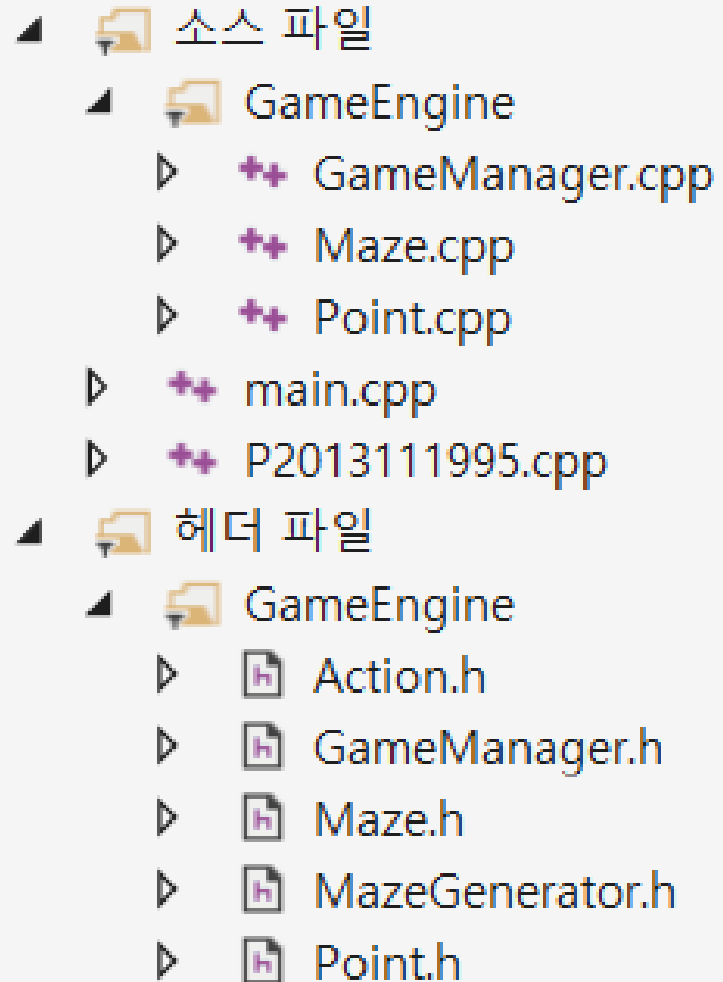 소스 파일
GameEngine
GameManager.cpp
Maze.cpp
Point.cpp
main.cpp
P2013111995.cpp
헤더 파일
GameEngine
Action.h
GameManager.h
Maze.h
MazeGenerator.h
Point.h